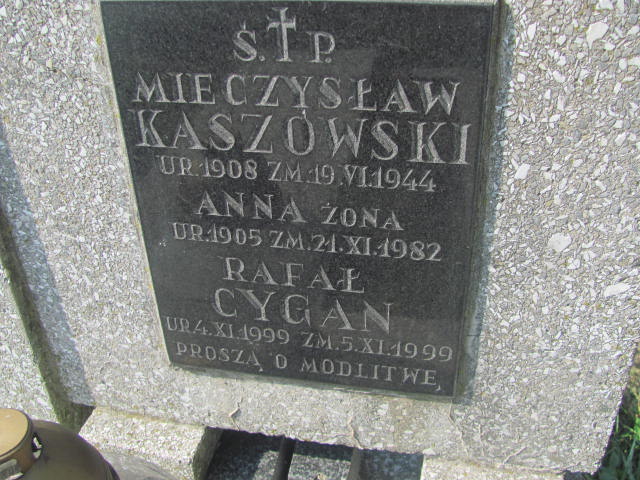 Ś.†P.
MIECZYSŁAW
KASZOWSKI
UR.1908 ZM.19.VI.1944
ANNA ŻONA
UR.1905 ZM.21.XI.1982
RAFAŁ
CYGAN
UR.4.XI.1999 ZM.5.XI.1999
PROSZĄ O MODLITWĘ